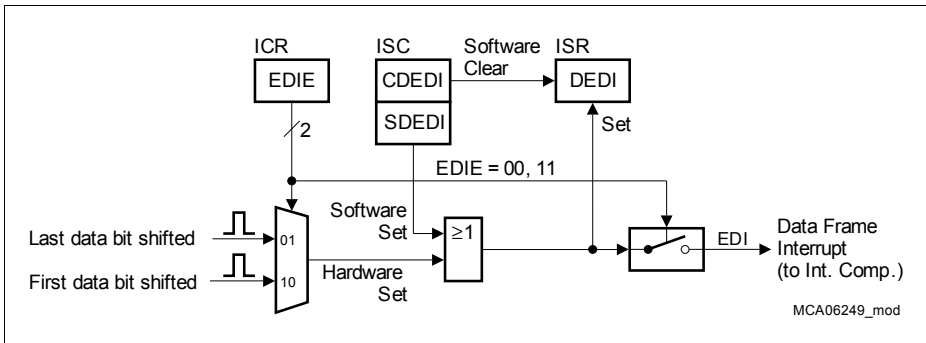 ICR
ISC
ISR
EDIE
CDEDI
Software
Clear
DEDI
SDEDI
2
Set
EDIE = 00, 11
Last data bit shifted
01
Software
Set
≥1
EDI
Data Frame
Interrupt
(to Int. Comp.)
First data bit shifted
10
Hardware
Set
MCA06249_mod